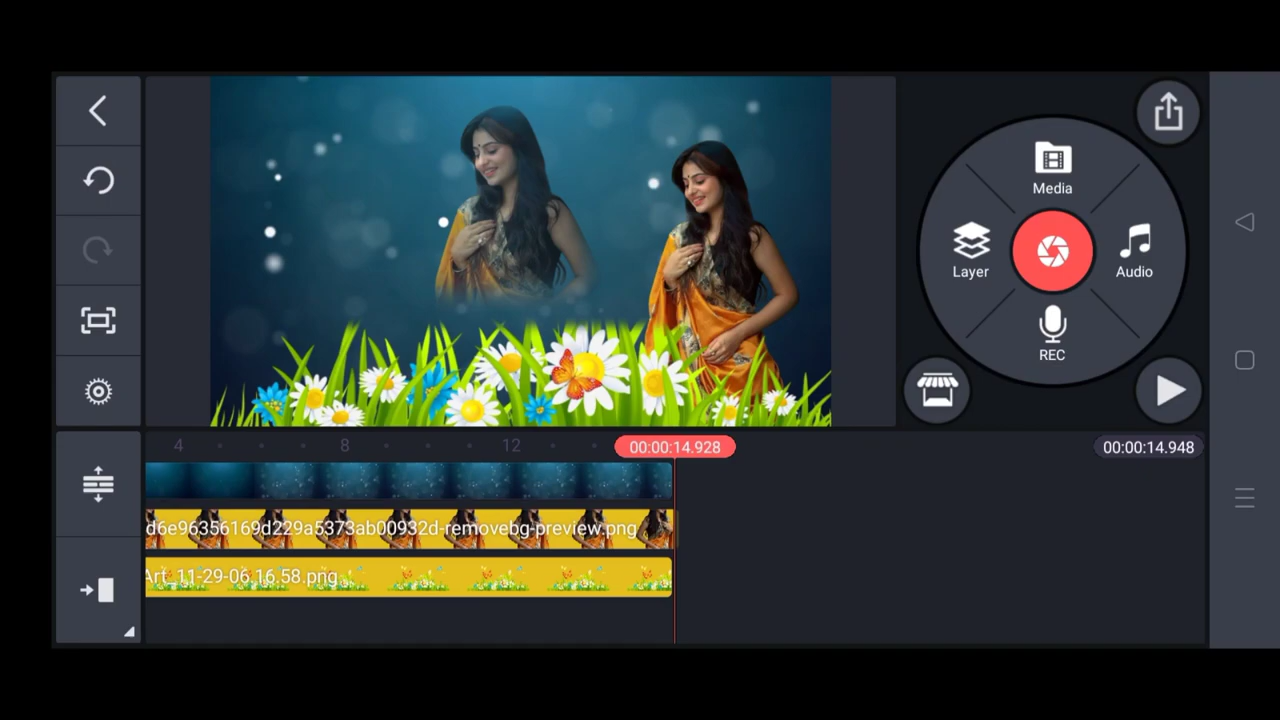 Media
Layer
Audio
REC
4
8
12
00:00:14.928
00:00:14.948
d6e96356169d229a5373ab00932d-removebg-preview.png
Art_11-29-06.16.58.png